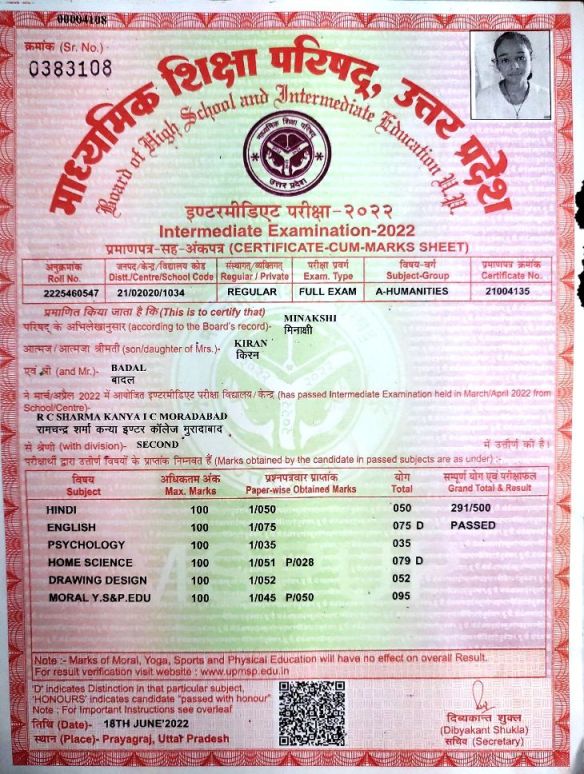 00004108
क्रमांक (Sr. No.)
0383108
माध्यमिक शिक्षा परिषद्, उत्तर प्रदेश
Board of High School and Intermediate Education U.P.
माध्यमिक शिक्षा परिषद्
उत्तर प्रदेश
इण्टरमीडिएट परीक्षा-२०२२
Intermediate Examination-2022
प्रमाणपत्र-सह-अंकपत्र (CERTIFICATE-CUM-MARKS SHEET)
अनुक्रमांक जनपद/केन्द्र/विद्यालय कोड संस्थागत/व्यक्तिगत परीक्षा प्रवर्ग विषय-वर्ग प्रमाणपत्र क्रमांक
Roll No. Distt./Centre/School Code Regular / Private Exam. Type Subject-Group Certificate No.
2225460547 21/02020/1034 REGULAR FULL EXAM A-HUMANITIES 21004135
प्रमाणित किया जाता है कि (This is to certify that) MINAKSHI
परिषद् के अभिलेखानुसार (according to the Board's record)- मिनाक्षी
आत्मज/आत्मजा श्रीमती (son/daughter of Mrs.)- KIRAN
किरन
एवं श्री (and Mr.)- BADAL
बादल
ने मार्च/अप्रैल 2022 में आयोजित इण्टरमीडिएट परीक्षा विद्यालय/केन्द्र (has passed Intermediate Examination held in March/April 2022 from
School/Centre)-
R C SHARMA KANYA I C MORADABAD
रामचन्द्र शर्मा कन्या इण्टर कॉलेज मुरादाबाद
से श्रेणी (with division)- SECOND में उत्तीर्ण की है।
परीक्षार्थी द्वारा उत्तीर्ण विषयों के प्राप्तांक निम्नवत हैं (Marks obtained by the candidate in passed subjects are as under) :-
विषय अधिकतम अंक प्रश्नपत्रवार प्राप्तांक योग सम्पूर्ण योग एवं परीक्षाफल
Subject Max. Marks Paper-wise Obtained Marks Total Grand Total & Result
HINDI 100 1/050 050 291/500
ENGLISH 100 1/075 075 D PASSED
PSYCHOLOGY 100 1/035 035
HOME SCIENCE 100 1/051 P/028 079 D
DRAWING DESIGN 100 1/052 052
MORAL Y.S&P.EDU 100 1/045 P/050 095
Note :- Marks of Moral, Yoga, Sports and Physical Education will have no effect on overall Result.
For result verification visit website : www.upmsp.edu.in
'D' indicates Distinction in that particular subject,
'HONOURS' indicates candidate "passed with honour"
Note : For Important Instructions see overleaf
तिथि (Date)- 18TH JUNE'2022
स्थान (Place)- Prayagraj, Uttar Pradesh
दिव्यकान्त शुक्ल
(Dibyakant Shukla)
सचिव (Secretary)